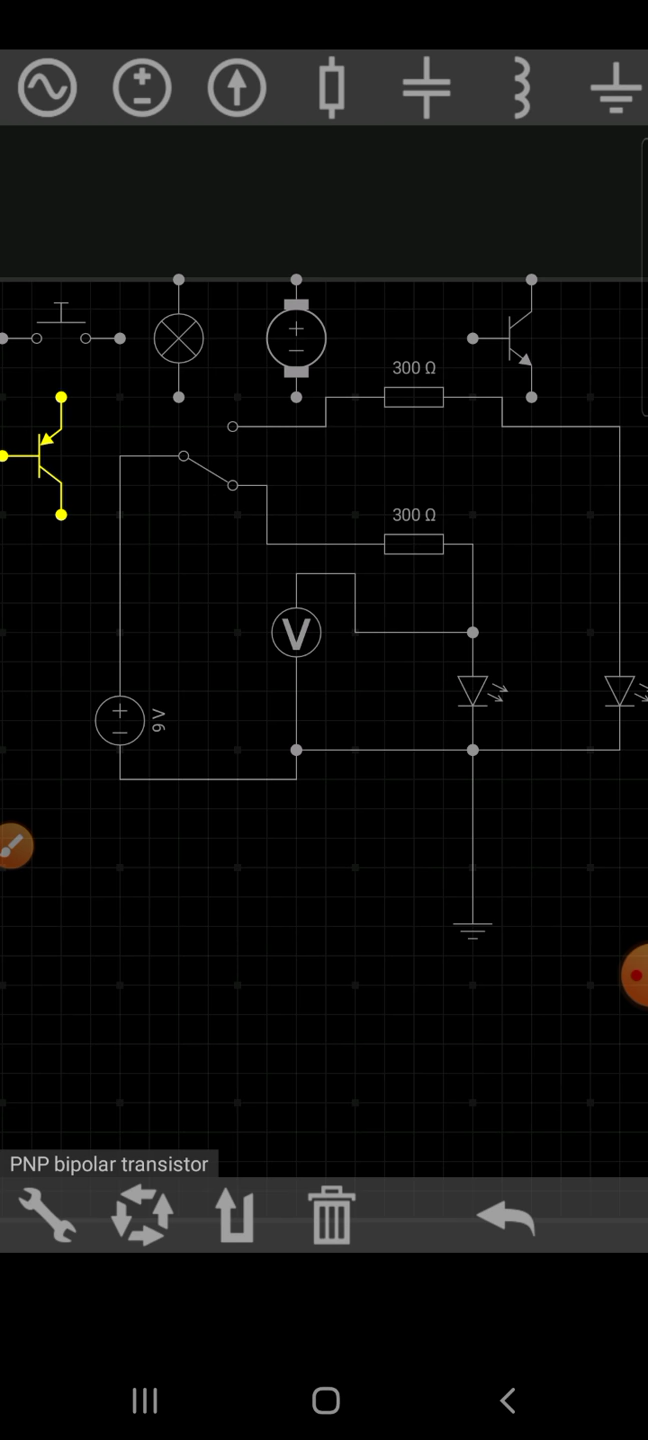 300 Ω
300 Ω
V
9 V
PNP bipolar transistor